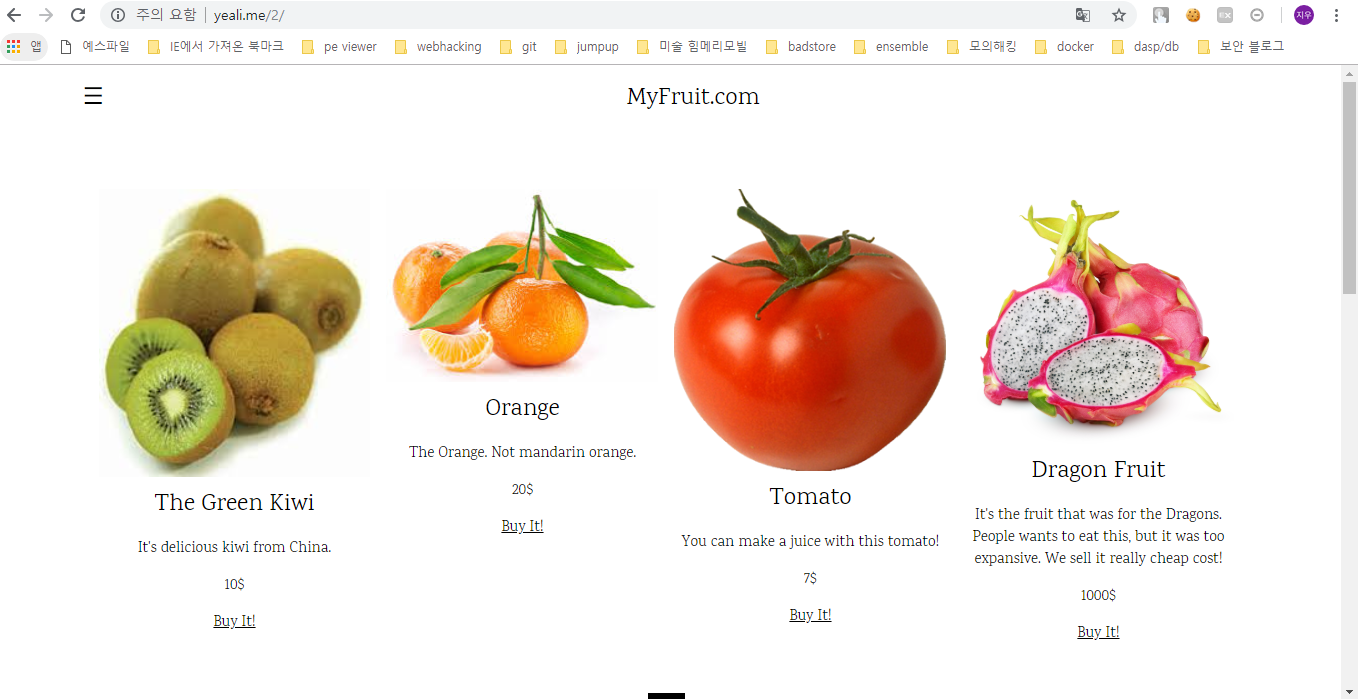 주의 요함 yeali.me/2/
지우
앱 예스파일 IE에서 가져온 북마크 pe viewer webhacking git jumpup 미술 힘메리모빌 badstore ensemble 모의해킹 docker dasp/db 보안 블로그
MyFruit.com
The Green Kiwi
It's delicious kiwi from China.
10$
Buy It!
Orange
The Orange. Not mandarin orange.
20$
Buy It!
Tomato
You can make a juice with this tomato!
7$
Buy It!
Dragon Fruit
It's the fruit that was for the Dragons.
People wants to eat this, but it was too
expansive. We sell it really cheap cost!
1000$
Buy It!